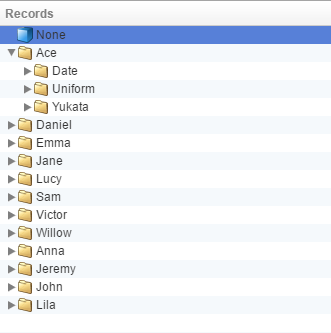 Records
None
Ace
Date
Uniform
Yukata
Daniel
Emma
Jane
Lucy
Sam
Victor
Willow
Anna
Jeremy
John
Lila